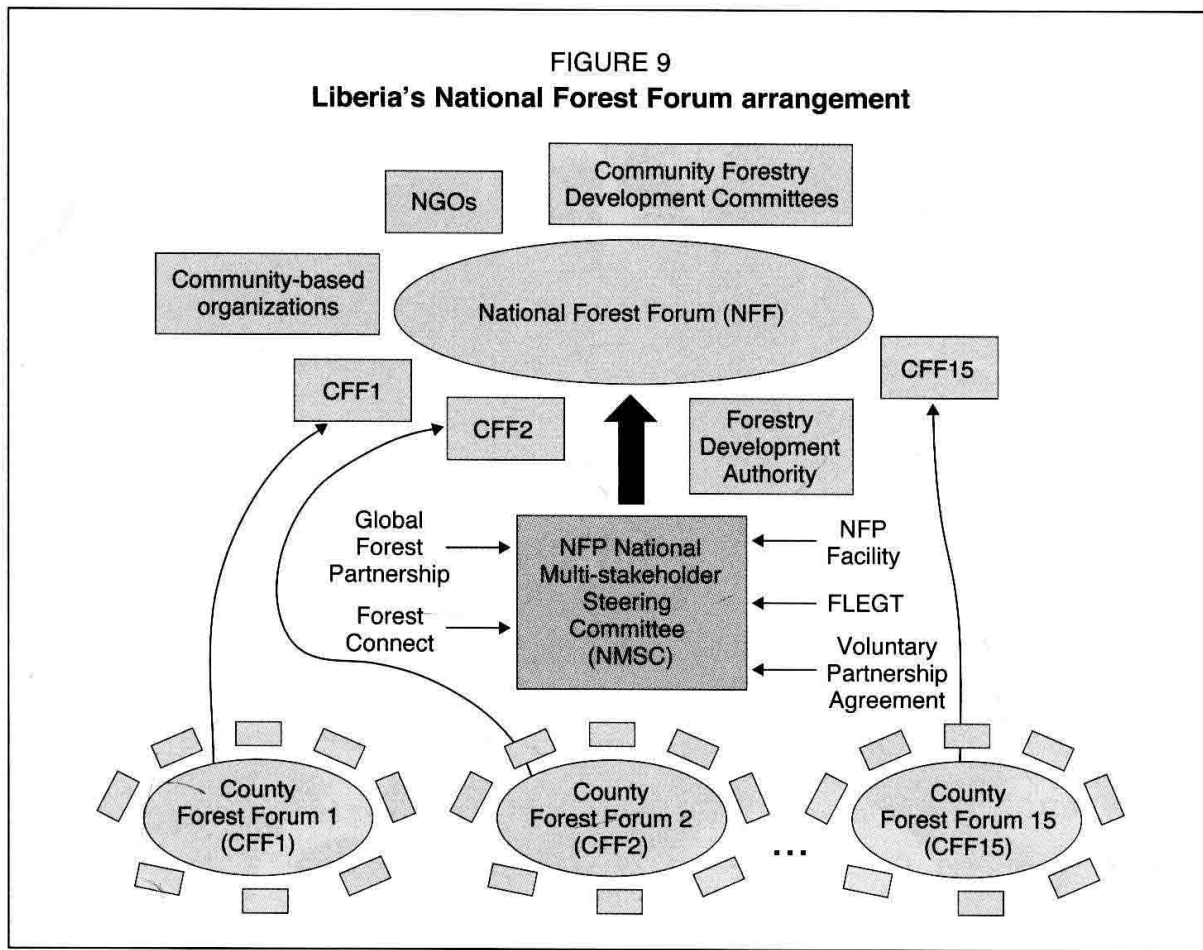 FIGURE 9
Liberia's National Forest Forum arrangement
Community Forestry
Development Committees
NGOs
Community-based
organizations
National Forest Forum (NFF)
CFF1
CFF2
CFF15
Forestry
Development
Authority
Global
Forest
Partnership
Forest
Connect
NFP National
Multi-stakeholder
Steering
Committee
(NMSC)
NFP
Facility
FLEGT
Voluntary
Partnership
Agreement
County
Forest Forum 1
(CFF1)
County
Forest Forum 2
(CFF2)
...
County
Forest Forum 15
(CFF15)